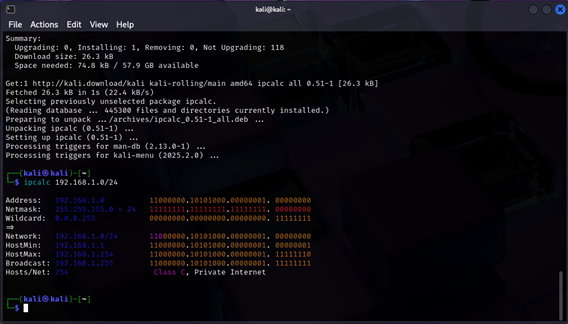 kali@kali: ~
File Actions Edit View Help
Summary:
  Upgrading: 0, Installing: 1, Removing: 0, Not Upgrading: 118
  Download size: 26.3 kB
  Space needed: 74.8 kB / 57.9 GB available

Get:1 http://kali.download/kali kali-rolling/main amd64 ipcalc all 0.51-1 [26.3 kB]
Fetched 26.3 kB in 1s (22.4 kB/s)
Selecting previously unselected package ipcalc.
(Reading database ... 445300 files and directories currently installed.)
Preparing to unpack .../archives/ipcalc_0.51-1_all.deb ...
Unpacking ipcalc (0.51-1) ...
Setting up ipcalc (0.51-1) ...
Processing triggers for man-db (2.13.0-1) ...
Processing triggers for kali-menu (2025.2.0) ...

┌──(kali㉿kali)-[~]
└─$ ipcalc 192.168.1.0/24

Address:   192.168.1.0          11000000.10101000.00000001. 00000000
Netmask:   255.255.255.0 = 24   11111111.11111111.11111111. 00000000
Wildcard:  0.0.0.255            00000000.00000000.00000000. 11111111
=>
Network:   192.168.1.0/24       11000000.10101000.00000001. 00000000
HostMin:   192.168.1.1          11000000.10101000.00000001. 00000001
HostMax:   192.168.1.254        11000000.10101000.00000001. 11111110
Broadcast: 192.168.1.255        11000000.10101000.00000001. 11111111
Hosts/Net: 254                   Class C, Private Internet

┌──(kali㉿kali)-[~]
└─$